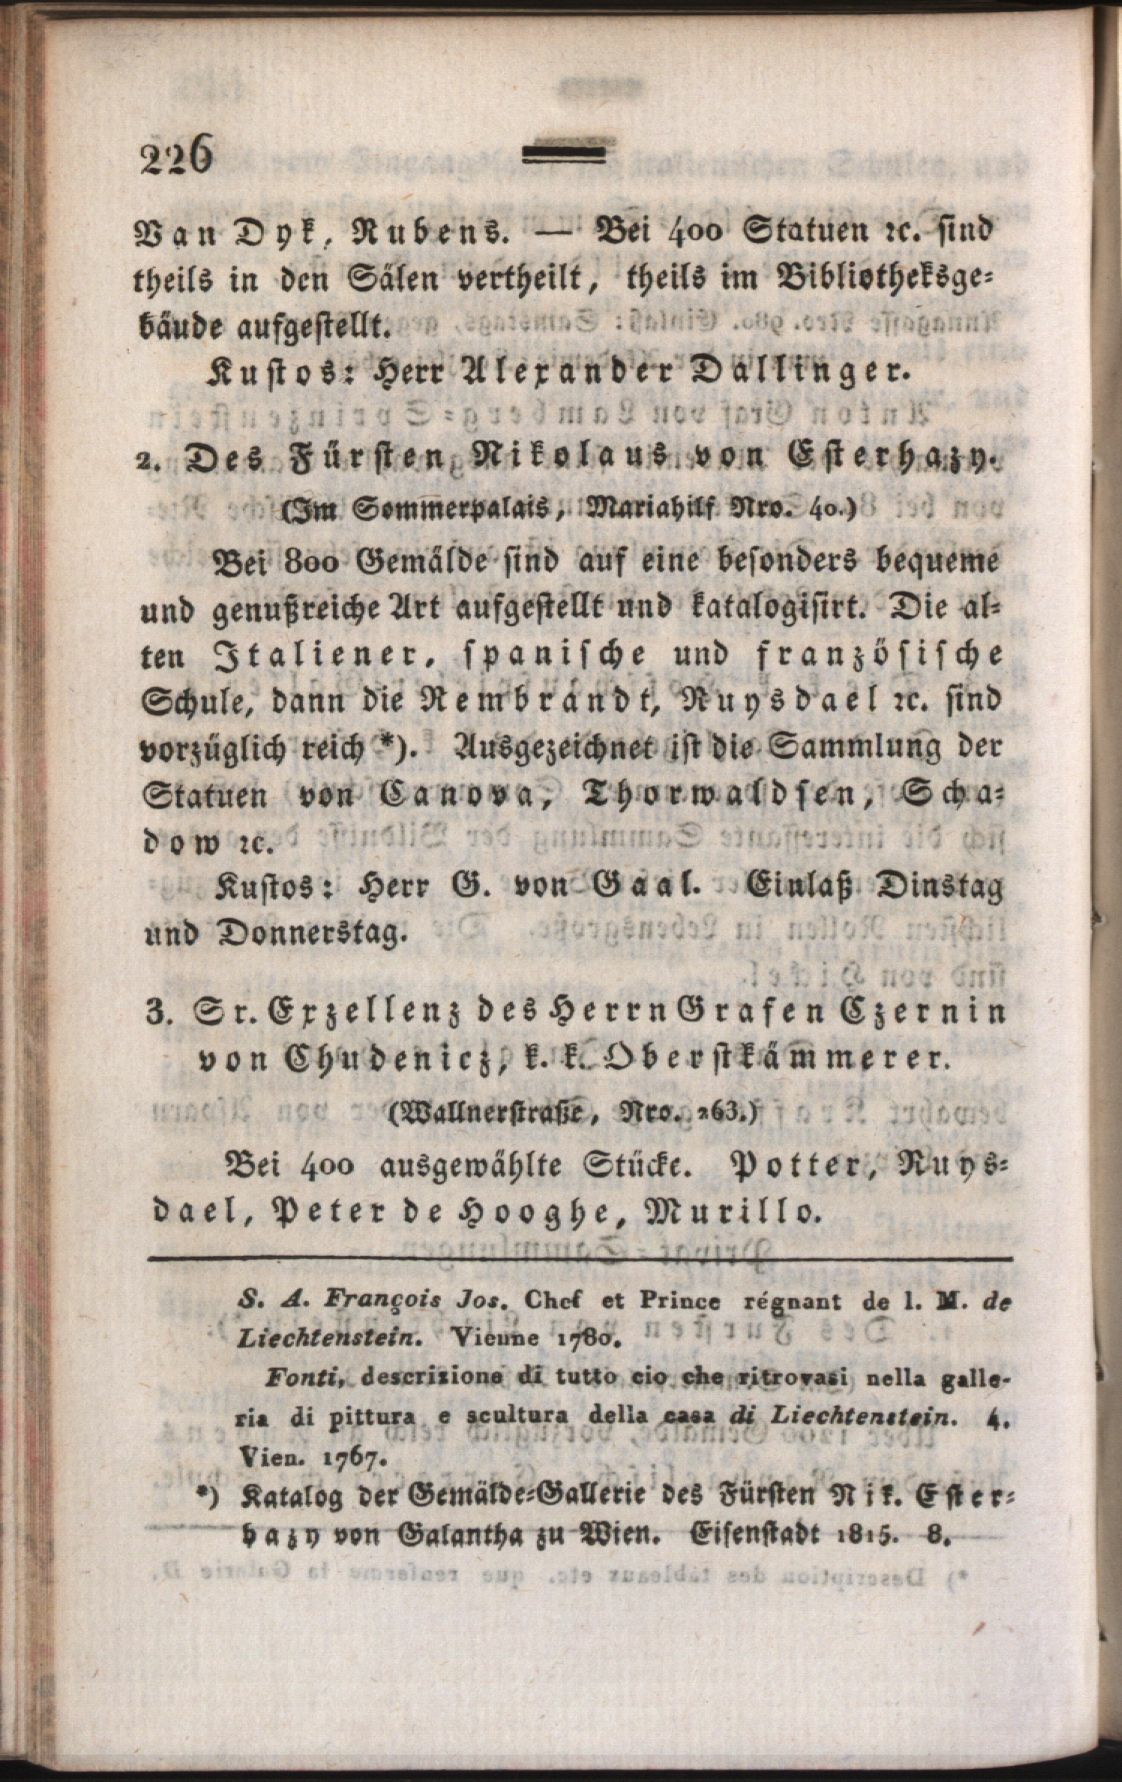 226
Van Dyk, Rubens. — Bei 400 Statuen ꝛc. sind
theils in den Sälen vertheilt, theils im Bibliotheksge⸗
bäude aufgestellt.
Kustos: Herr Alexander Dallinger.
2. Des Fürsten Nikolaus von Esterhazy.
(Im Sommerpalais, Mariahilf Nro. 40.)
Bei 800 Gemälde sind auf eine besonders bequeme
und genußreiche Art aufgestellt und katalogisirt. Die al⸗
ten Italiener, spanische und französische
Schule, dann die Rembrandt, Ruysdael ꝛc. sind
vorzüglich reich *). Ausgezeichnet ist die Sammlung der
Statuen von Canova, Thorwaldsen, Scha⸗
dow ꝛc.
Kustos: Herr G. von Gaal. Einlaß Dinstag
und Donnerstag.
3. Sr. Exzellenz des Herrn Grafen Czernin
von Chudenicz, k. k. Oberstkämmerer.
(Wallnerstraße, Nro. 263.)
Bei 400 ausgewählte Stücke. Potter, Ruys⸗
dael, Peter de Hooghe, Murillo.
S. A. François Jos. Chef et Prince régnant de l. M. de
Liechtenstein. Vienne 1780.
Fonti, descrizione di tutto cio che ritrovasi nella galle-
ria di pittura e scultura della casa di Liechtenstein. 4.
Vien. 1767.
*) Katalog der Gemälde⸗Gallerie des Fürsten Nik. Ester⸗
hazy von Galantha zu Wien. Eisenstadt 1815. 8.